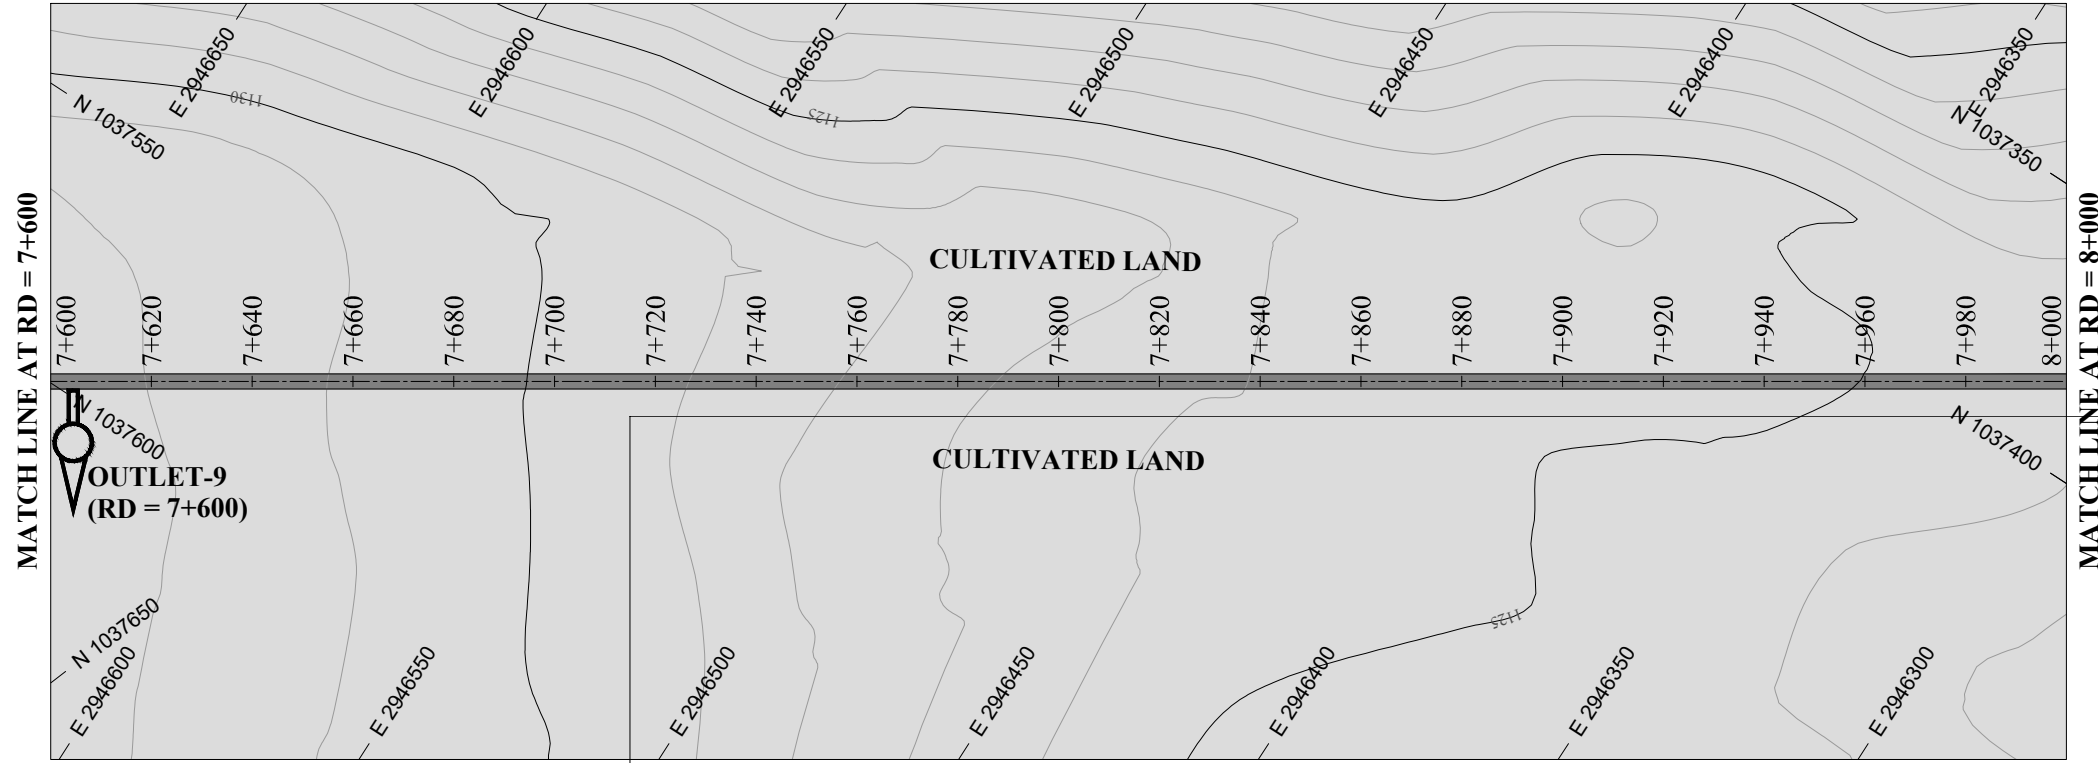 E 2946650
E 2946600
E 2946550
E 2946500
E 2946450
E 2946400
E 2946350
N 1037550
1130
1125
N 1037350
MATCH LINE AT RD = 7+600
MATCH LINE AT RD = 8+000
CULTIVATED LAND
7+600
7+620
7+640
7+660
7+680
7+700
7+720
7+740
7+760
7+780
7+800
7+820
7+840
7+860
7+880
7+900
7+920
7+940
7+960
7+980
8+000
N 1037600
N 1037400
CULTIVATED LAND
OUTLET-9
(RD = 7+600)
N 1037650
1125
E 2946600
E 2946550
E 2946500
E 2946450
E 2946400
E 2946350
E 2946300